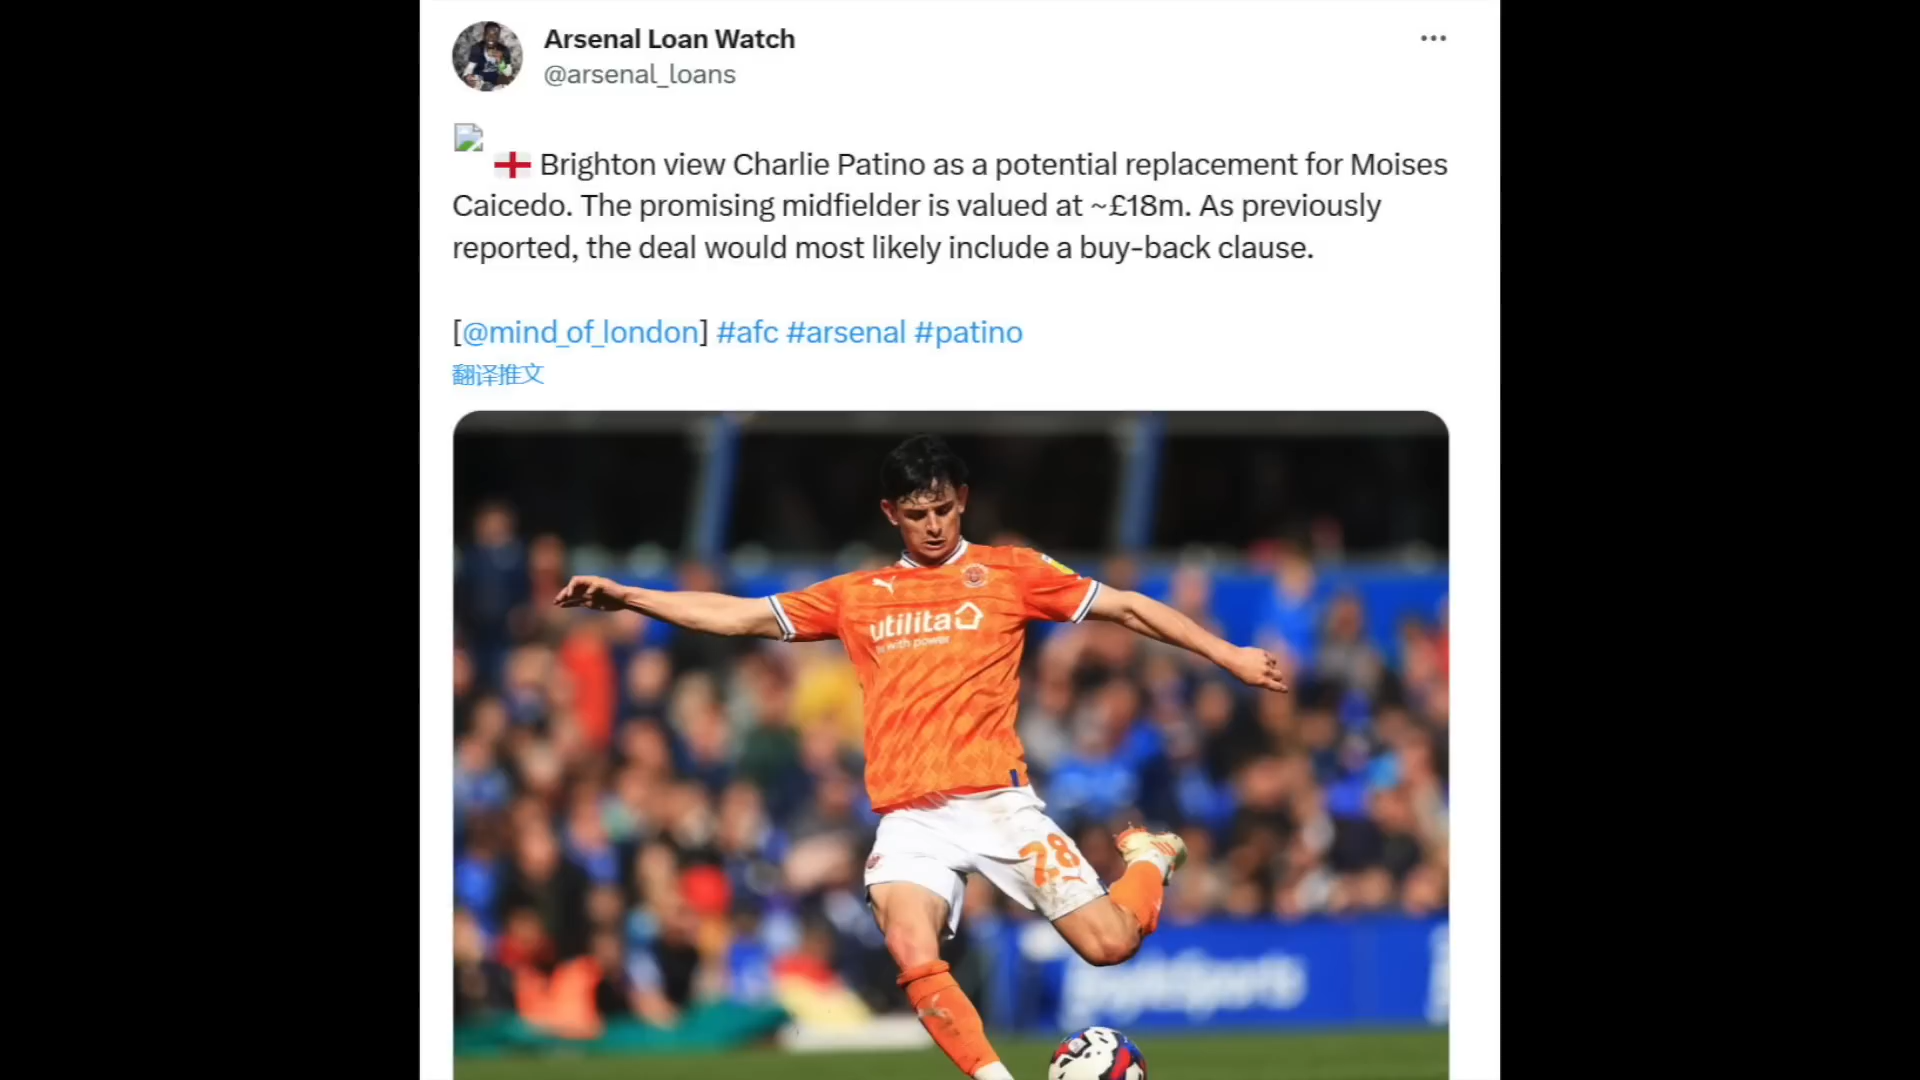 Arsenal Loan Watch
@arsenal_loans
Brighton view Charlie Patino as a potential replacement for Moises
Caicedo. The promising midfielder is valued at ~£18m. As previously
reported, the deal would most likely include a buy-back clause.
[@mind_of_london] #afc #arsenal #patino
翻译推文
utilita
with power
28